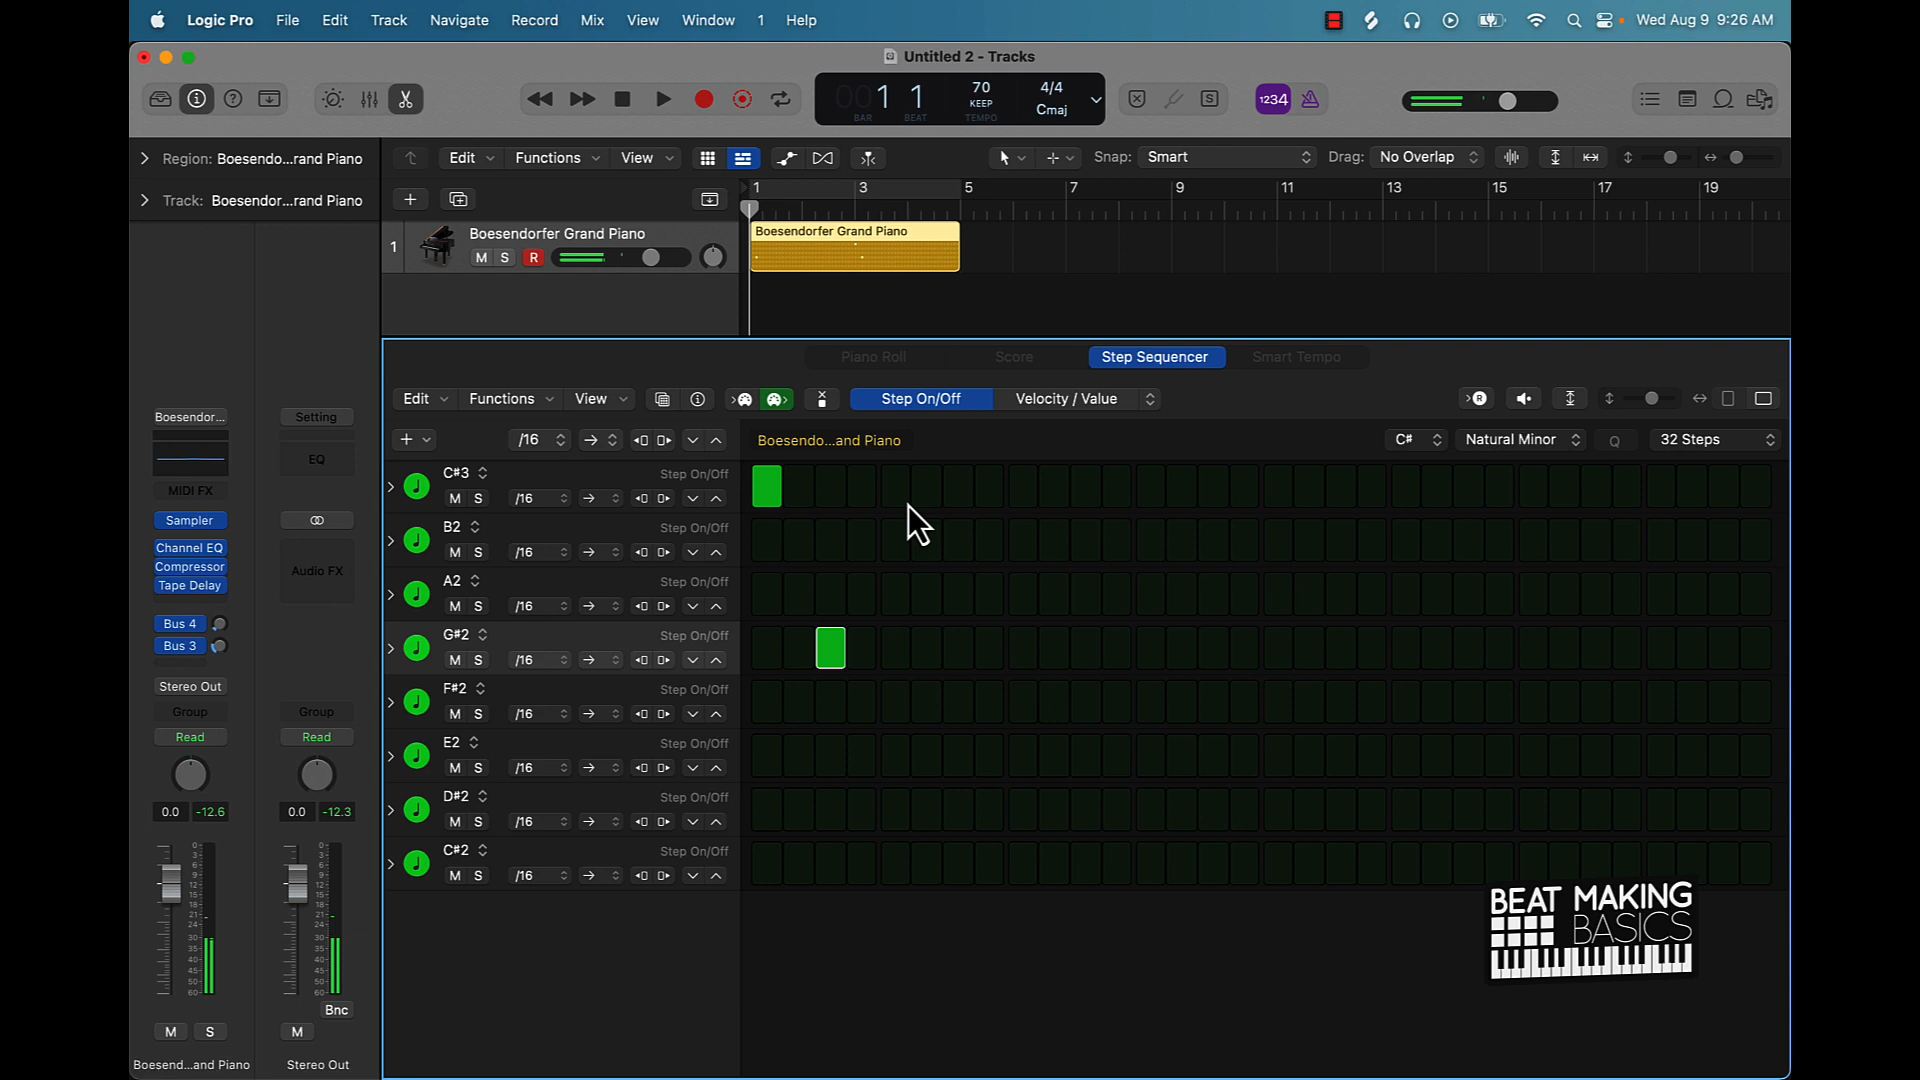 Logic Pro File Edit Track Navigate Record Mix View Window 1 Help Wed Aug 9 9:26 AM
Untitled 2 - Tracks
1 1 70 4/4
KEEP Cmaj
BAR BEAT TEMPO
1234
Region: Boesendo...rand Piano Edit Functions View Snap: Smart Drag: No Overlap
Track: Boesendor...rand Piano
1 3 5 7 9 11 13 15 17 19
1 Boesendorfer Grand Piano
M S R
Boesendorfer Grand Piano
Piano Roll Score Step Sequencer Smart Tempo
Edit Functions View Step On/Off Velocity / Value
/16 Boesendo...and Piano C# Natural Minor Q 32 Steps
C#3 Step On/Off
M S /16
B2 Step On/Off
M S /16
A2 Step On/Off
M S /16
G#2 Step On/Off
M S /16
F#2 Step On/Off
M S /16
E2 Step On/Off
M S /16
D#2 Step On/Off
M S /16
C#2 Step On/Off
M S /16
Boesendor... Setting
EQ
MIDI FX
Sampler
Channel EQ
Compressor Audio FX
Tape Delay
Bus 4
Bus 3
Stereo Out
Group Group
Read Read
0.0 -12.6 0.0 -12.3
Bnc
M S M
Boesend...and Piano Stereo Out
BEAT MAKING
BASICS